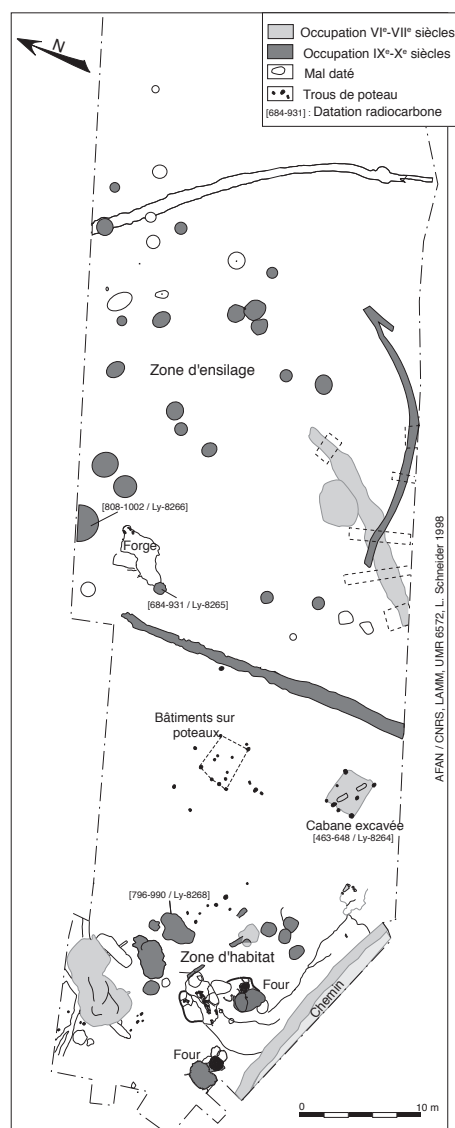 Occupation VIᵉ-VIIᵉ siècles
Occupation IXᵉ-Xᵉ siècles
Mal daté
Trous de poteau
[684-931] : Datation radiocarbone
N
Zone d'ensilage
[808-1002 / Ly-8266]
Forge
[684-931 / Ly-8265]
Bâtiments sur
poteaux
Cabane excavée
[463-648 / Ly-8264]
[796-990 / Ly-8268]
Zone d'habitat
Four
Chemin
Four
0 10 m
AFAN / CNRS, LAMM, UMR 6572, L. Schneider 1998